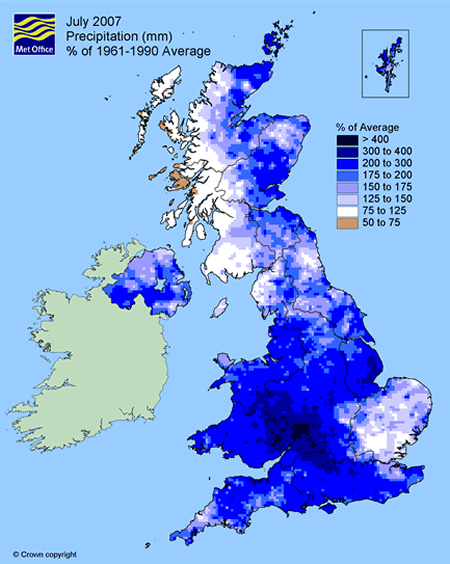 Met Office
July 2007
Precipitation (mm)
% of 1961-1990 Average
% of Average
> 400
300 to 400
200 to 300
175 to 200
150 to 175
125 to 150
75 to 125
50 to 75
© Crown copyright